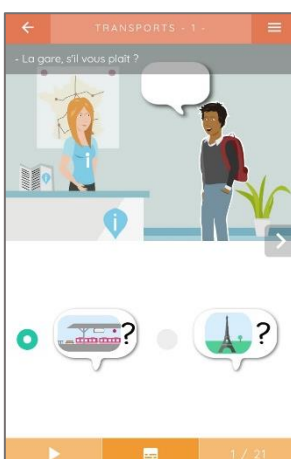 TRANSPORTS - 1 -
- La gare, s'il vous plaît ?
i
i
?
?
1 / 21